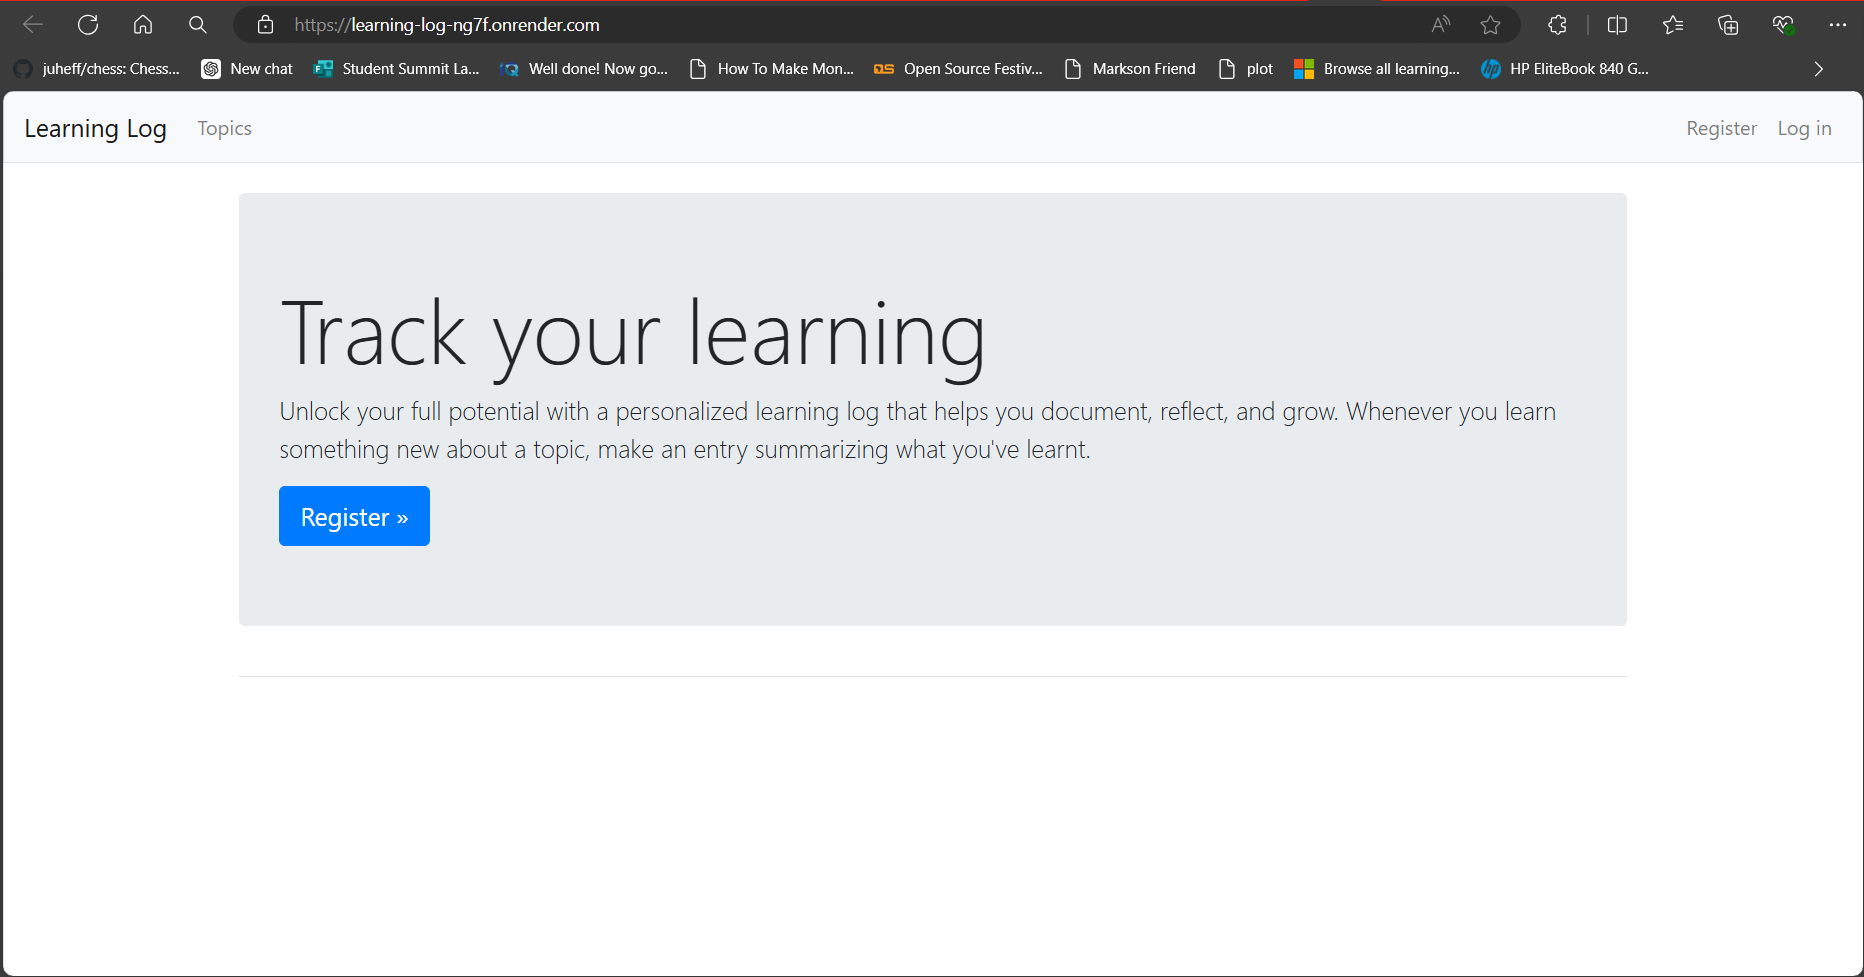 https://learning-log-ng7f.onrender.com
juheff/chess: Chess... New chat Student Summit La... Well done! Now go... How To Make Mon... Open Source Festiv... Markson Friend plot Browse all learning... HP EliteBook 840 G...
Learning Log Topics Register Log in
Track your learning
Unlock your full potential with a personalized learning log that helps you document, reflect, and grow. Whenever you learn
something new about a topic, make an entry summarizing what you've learnt.
Register »